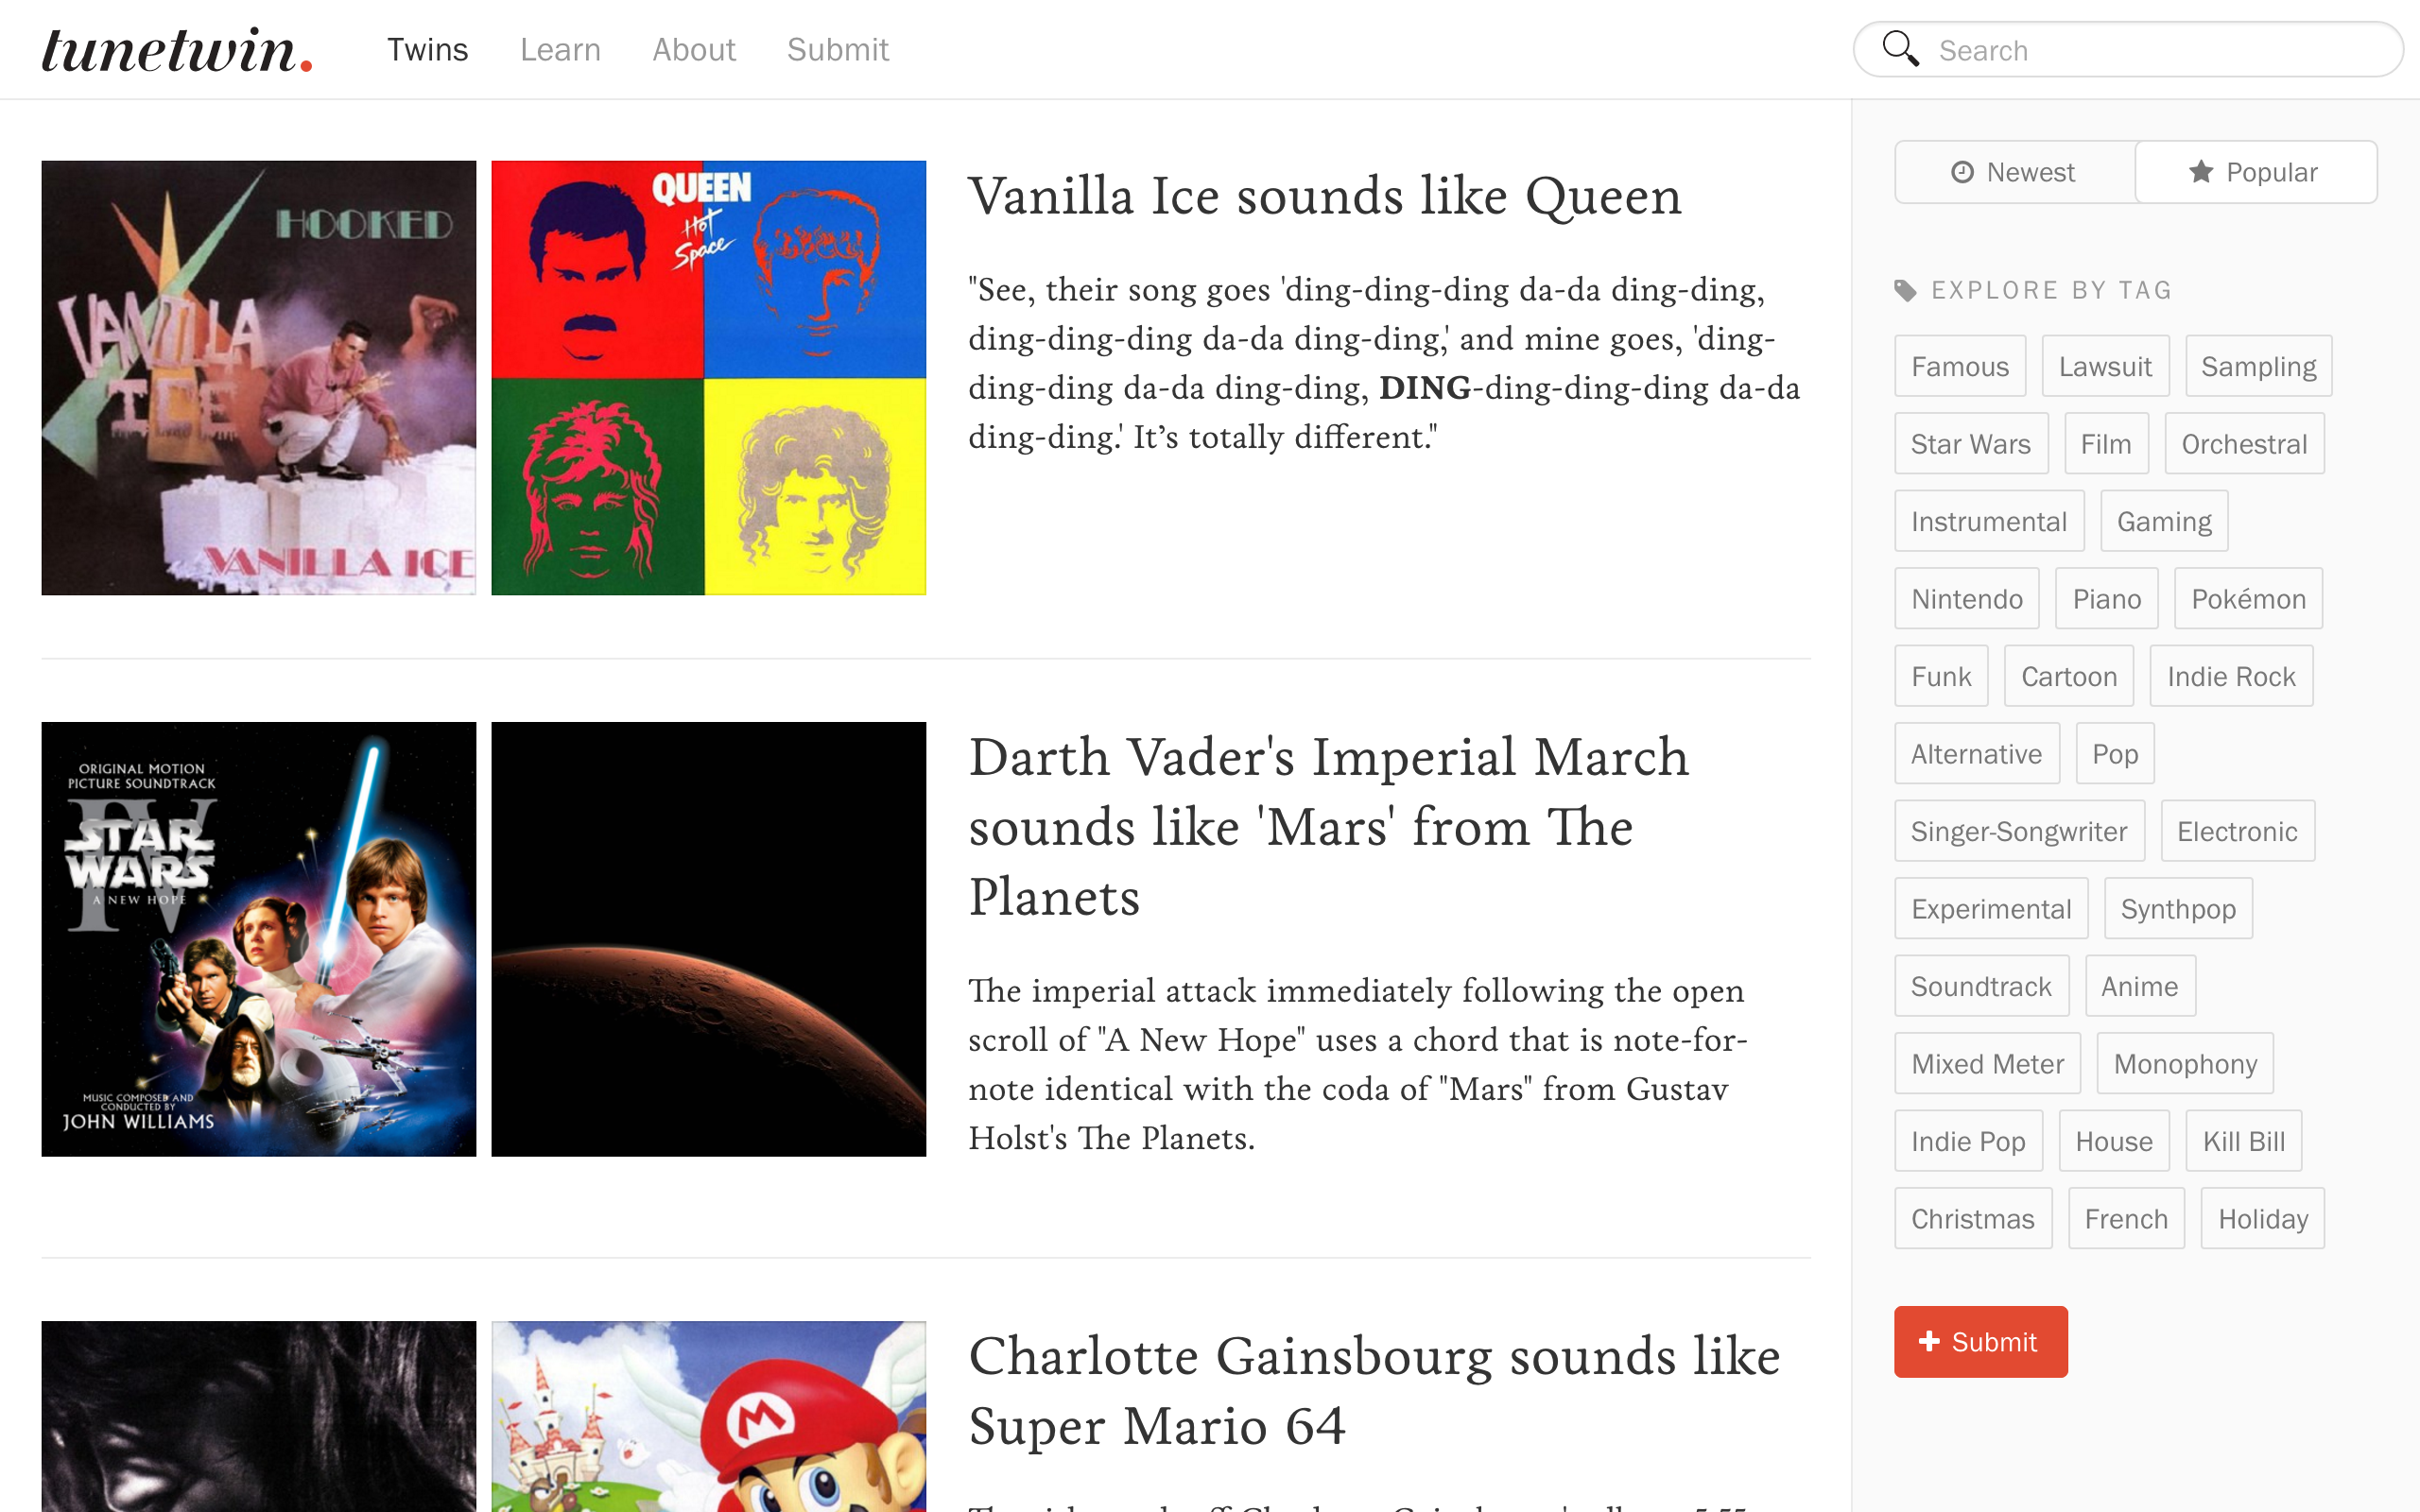 tunetwin.
Twins
Learn
About
Submit
Search
HOOKED
VANILLA
ICE
VANILLA ICE
QUEEN
Hot
Space
Vanilla Ice sounds like Queen
"See, their song goes 'ding-ding-ding da-da ding-ding,
ding-ding-ding da-da ding-ding,' and mine goes, 'ding-
ding-ding da-da ding-ding, DING-ding-ding-ding da-da
ding-ding.' It’s totally different."
ORIGINAL MOTION
PICTURE SOUNDTRACK
IV
STAR
WARS
A NEW HOPE
MUSIC COMPOSED AND
CONDUCTED BY
JOHN WILLIAMS
Darth Vader's Imperial March
sounds like 'Mars' from The
Planets
The imperial attack immediately following the open
scroll of "A New Hope" uses a chord that is note-for-
note identical with the coda of "Mars" from Gustav
Holst's The Planets.
M
Charlotte Gainsbourg sounds like
Super Mario 64
Newest
Popular
EXPLORE BY TAG
Famous
Lawsuit
Sampling
Star Wars
Film
Orchestral
Instrumental
Gaming
Nintendo
Piano
Pokémon
Funk
Cartoon
Indie Rock
Alternative
Pop
Singer-Songwriter
Electronic
Experimental
Synthpop
Soundtrack
Anime
Mixed Meter
Monophony
Indie Pop
House
Kill Bill
Christmas
French
Holiday
Submit